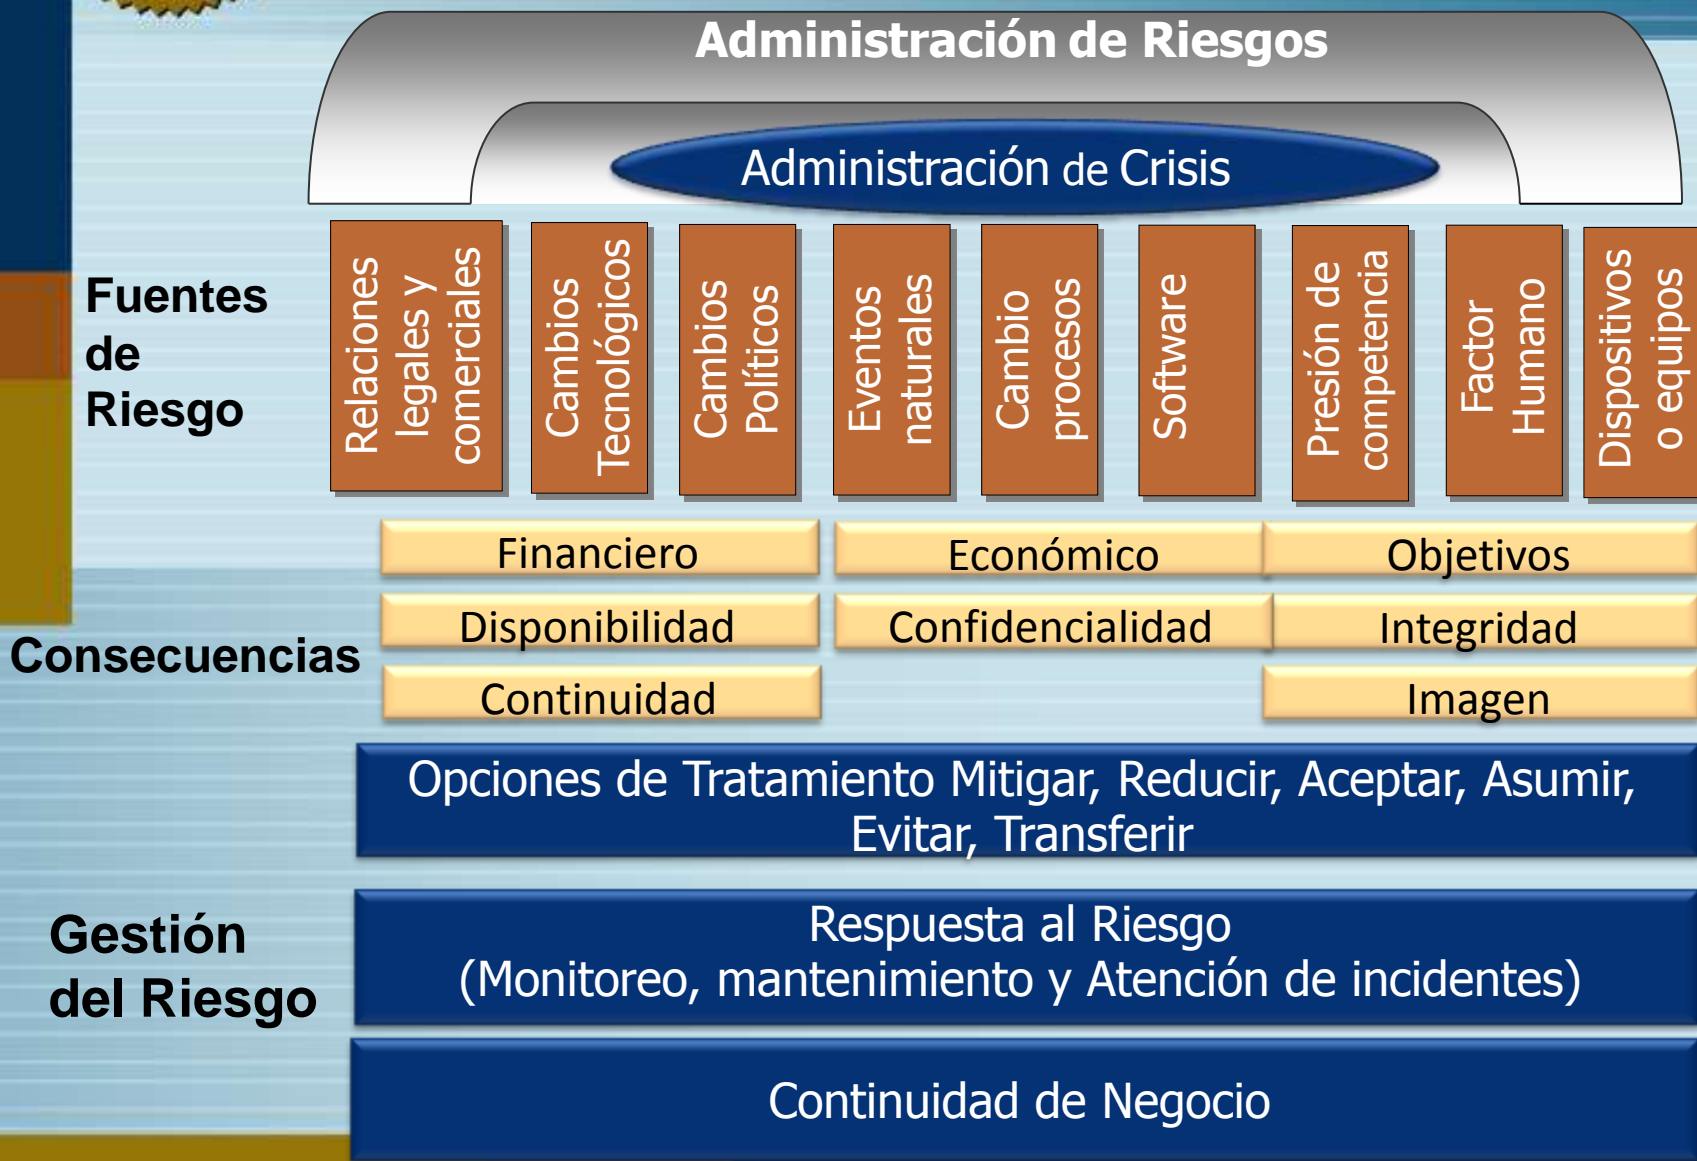 Administración de Riesgos
Administración de Crisis
Fuentes
de
Riesgo
Relaciones
legales y
comerciales
Cambios
Tecnológicos
Cambios
Políticos
Eventos
naturales
Cambio
procesos
Software
Presión de
competencia
Factor
Humano
Dispositivos
o equipos
Consecuencias
Financiero
Económico
Objetivos
Disponibilidad
Confidencialidad
Integridad
Continuidad
Imagen
Gestión
del Riesgo
Opciones de Tratamiento Mitigar, Reducir, Aceptar, Asumir,
Evitar, Transferir
Respuesta al Riesgo
(Monitoreo, mantenimiento y Atención de incidentes)
Continuidad de Negocio